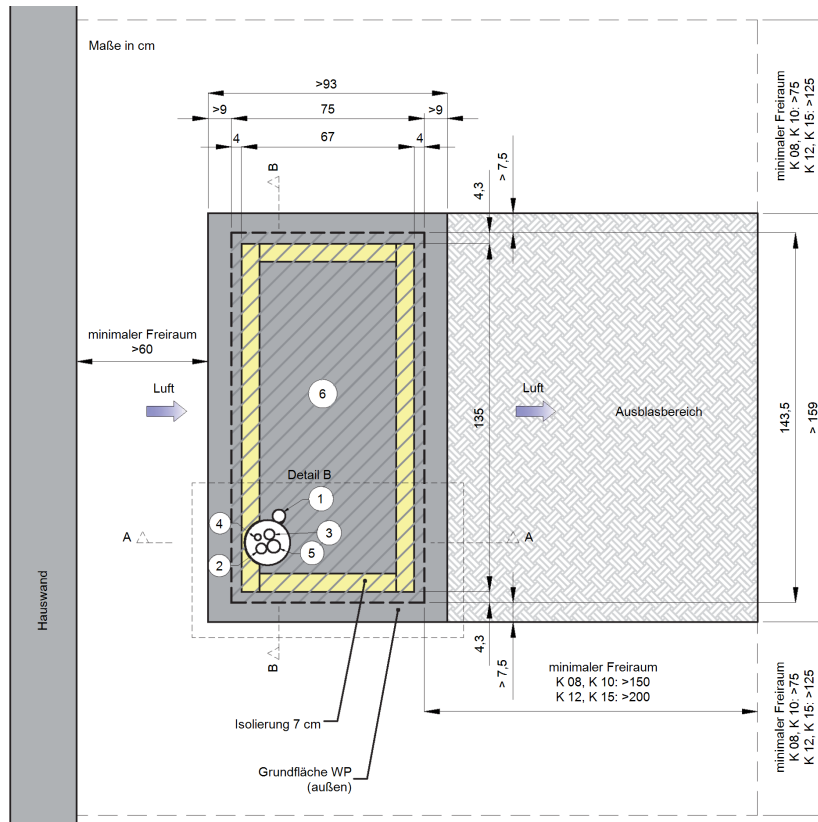 Maße in cm
>93
>9
75
>9
4
67
4
B
4,3
> 7,5
minimaler Freiraum
K 08, K 10: >75
K 12, K 15: >125
minimaler Freiraum
>60
Luft
6
Luft
Ausblasbereich
135
143,5
> 159
Detail B
1
4
3
A
A
5
2
Hauswand
B
4,3
> 7,5
minimaler Freiraum
K 08, K 10: >150
K 12, K 15: >200
minimaler Freiraum
K 08, K 10: >75
K 12, K 15: >125
Isolierung 7 cm
Grundfläche WP
(außen)